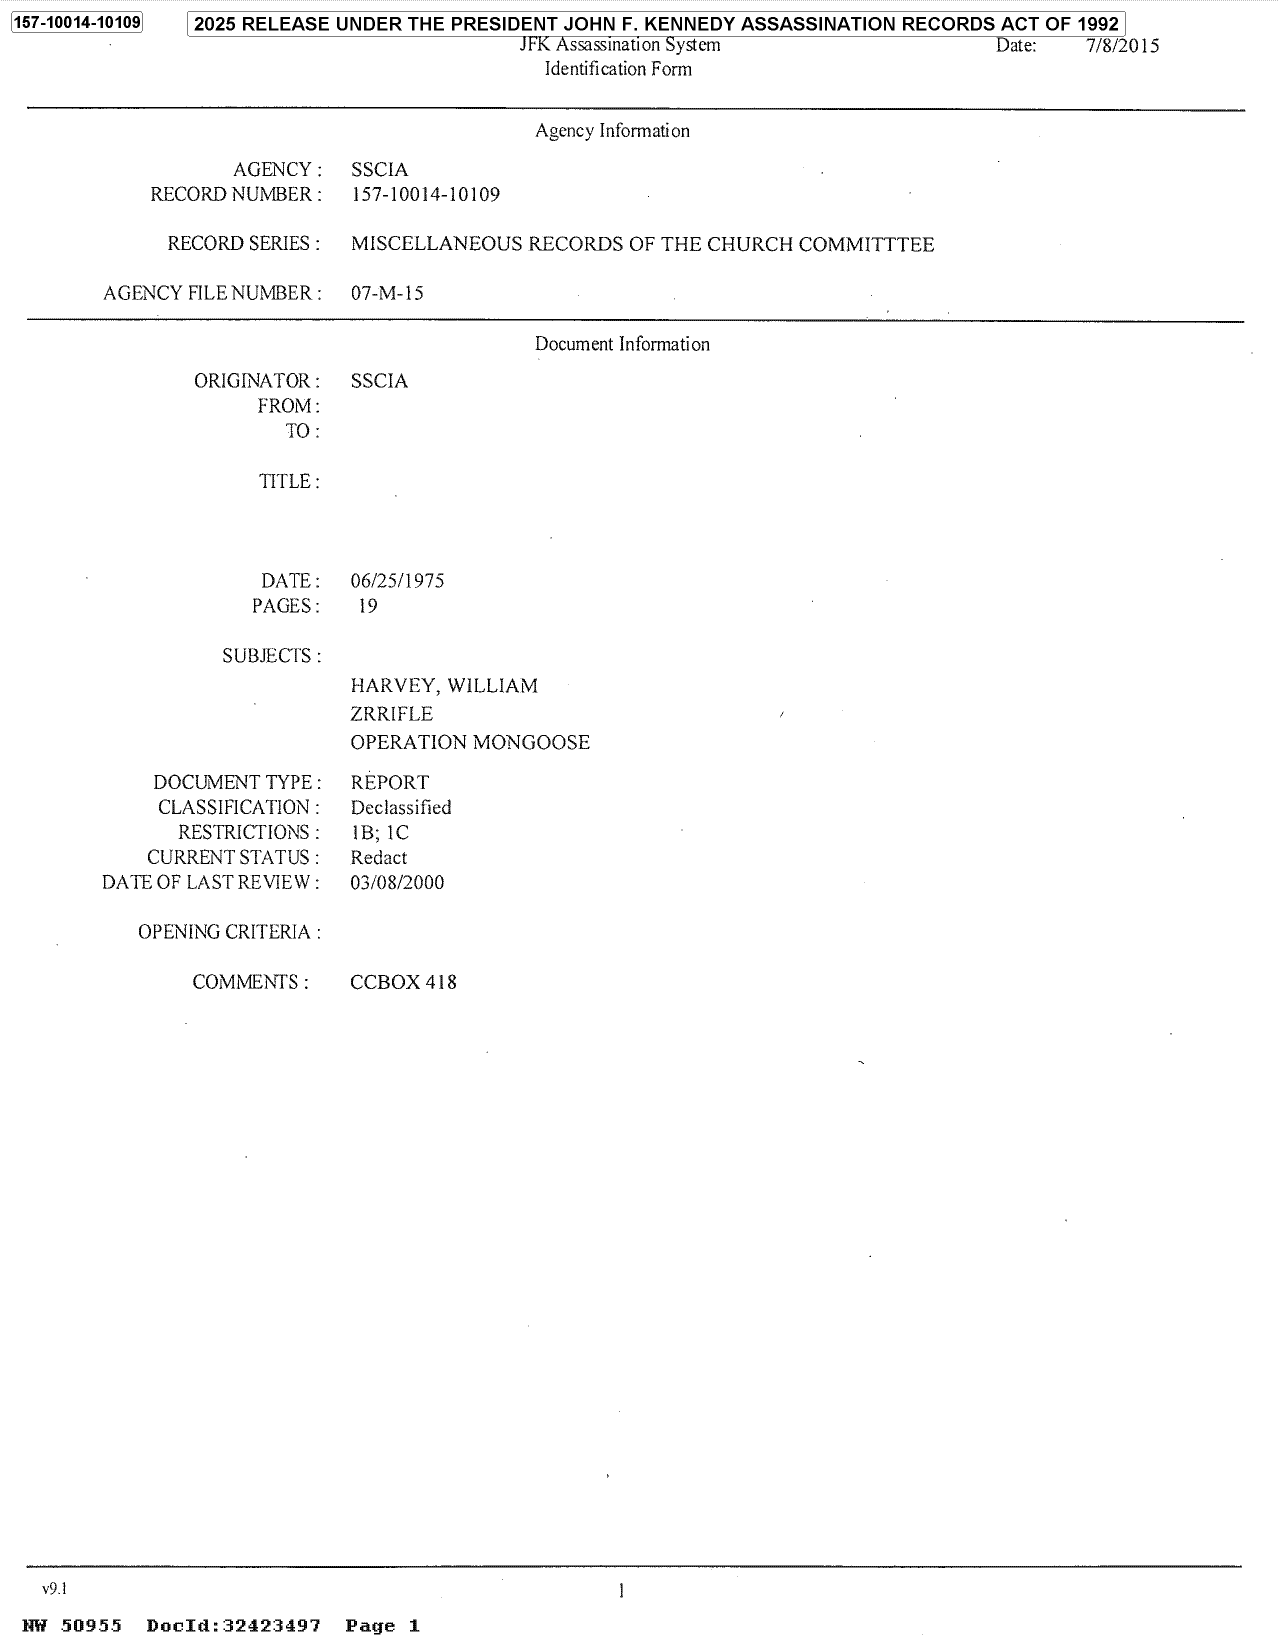 157-10014-10109
2025 RELEASE UNDER THE PRESIDENT JOHN F. KENNEDY ASSASSINATION RECORDS ACT OF 1992
JFK Assassination System
Date: 7/8/2015
Identification Form
Agency Information
AGENCY : SSCIA
RECORD NUMBER : 157-10014-10109
RECORD SERIES : MISCELLANEOUS RECORDS OF THE CHURCH COMMITTTEE
AGENCY FILE NUMBER : 07-M-15
Document Information
ORIGINATOR : SSCIA
FROM :
TO :
TITLE :
DATE : 06/25/1975
PAGES : 19
SUBJECTS :
HARVEY, WILLIAM
ZRRIFLE
OPERATION MONGOOSE
DOCUMENT TYPE : REPORT
CLASSIFICATION : Declassified
RESTRICTIONS : 1B; 1C
CURRENT STATUS : Redact
DATE OF LAST REVIEW : 03/08/2000
OPENING CRITERIA :
COMMENTS : CCBOX 418
v9.1
1
NW 50955 DocId:32423497 Page 1